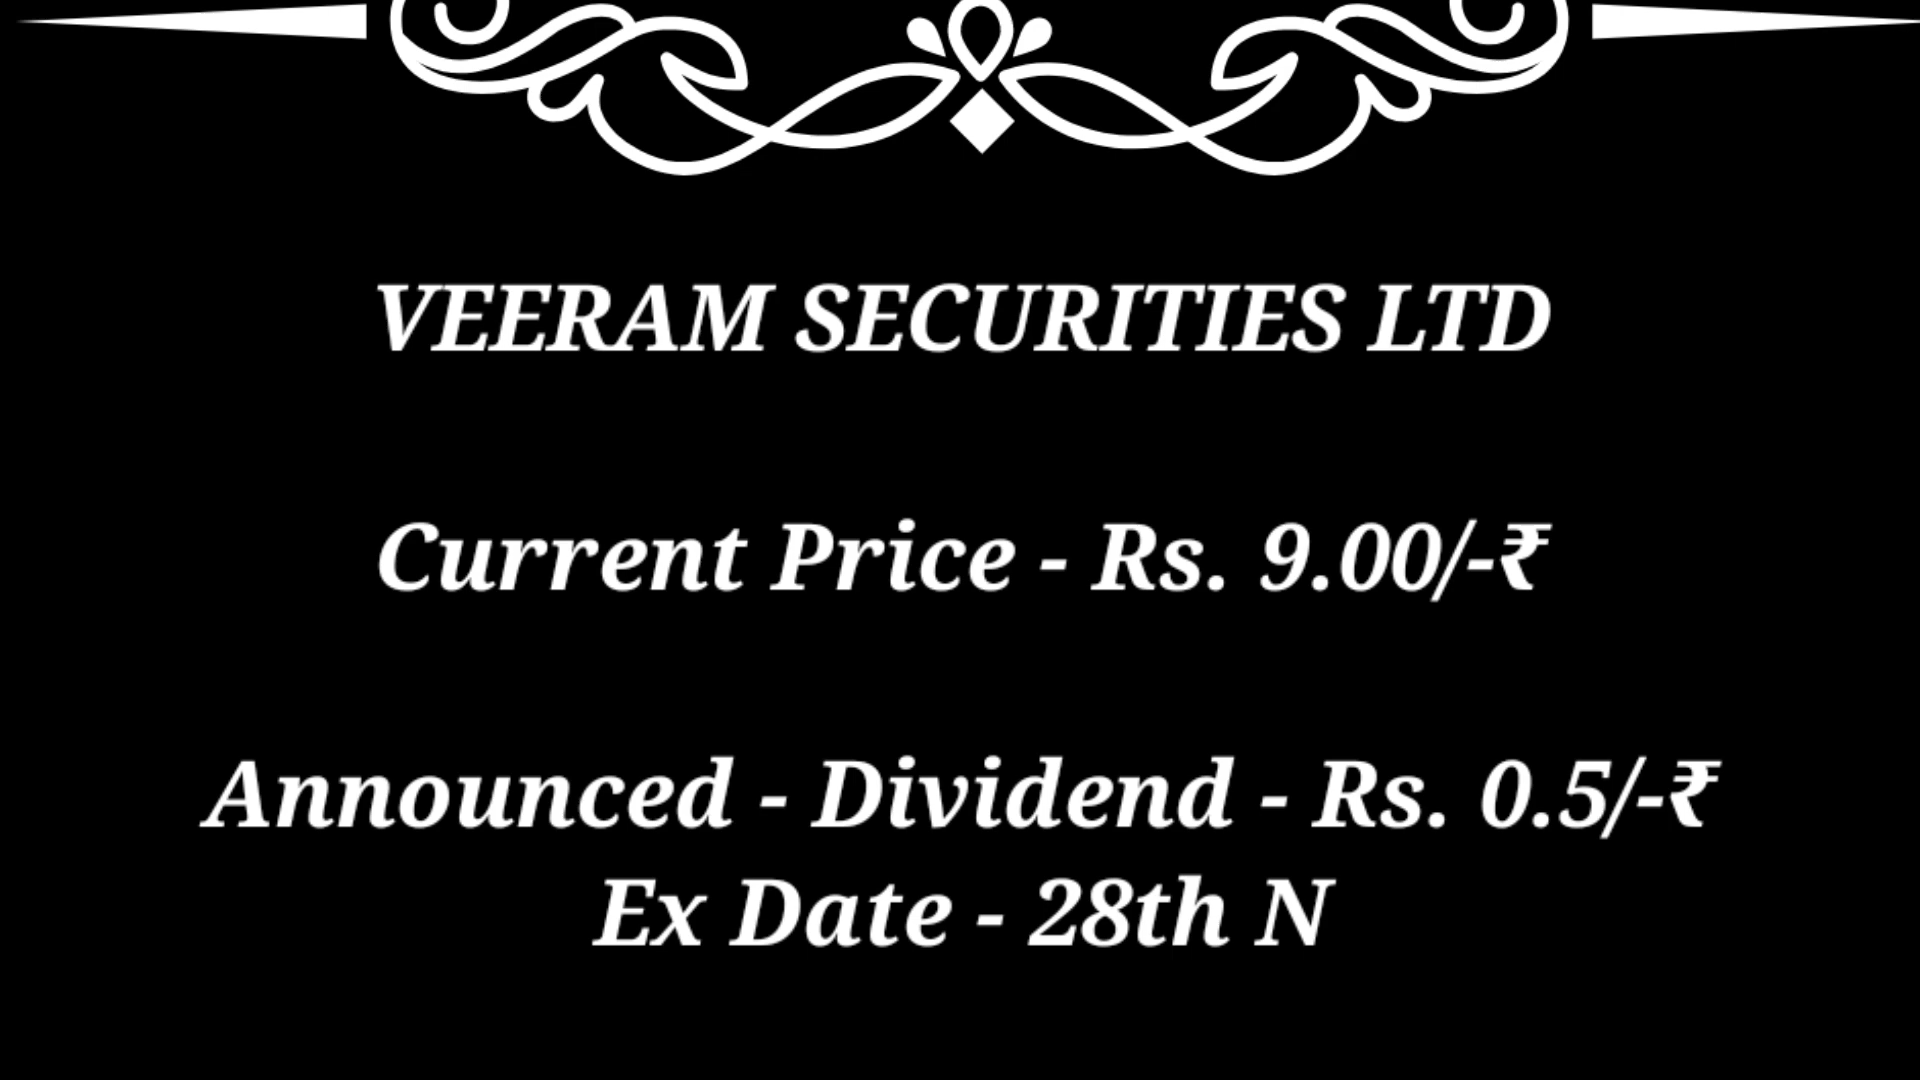 VEERAM SECURITIES LTD
Current Price - Rs. 9.00/-₹
Announced - Dividend - Rs. 0.5/-₹
Ex Date - 28th N